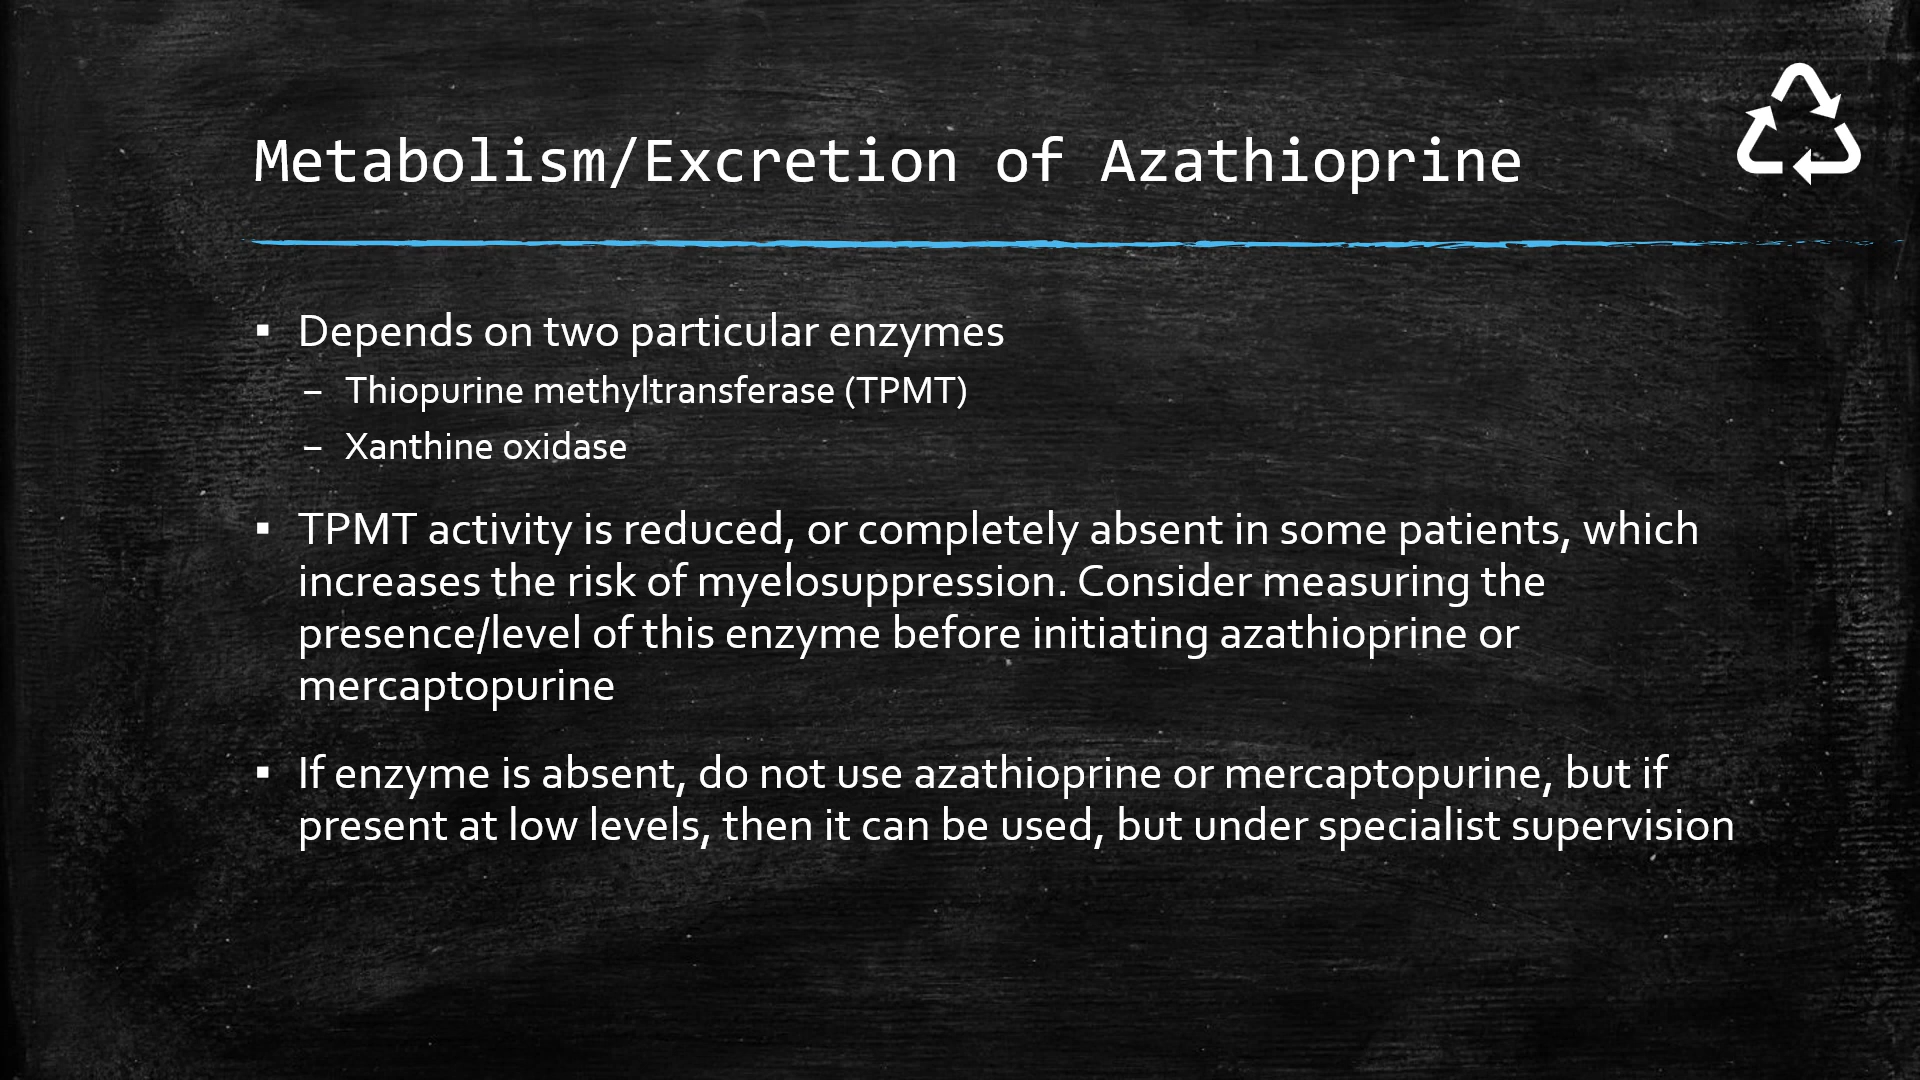 Metabolism/Excretion of Azathioprine
▪ Depends on two particular enzymes
– Thiopurine methyltransferase (TPMT)
– Xanthine oxidase
▪ TPMT activity is reduced, or completely absent in some patients, which
increases the risk of myelosuppression. Consider measuring the
presence/level of this enzyme before initiating azathioprine or
mercaptopurine
▪ If enzyme is absent, do not use azathioprine or mercaptopurine, but if
present at low levels, then it can be used, but under specialist supervision